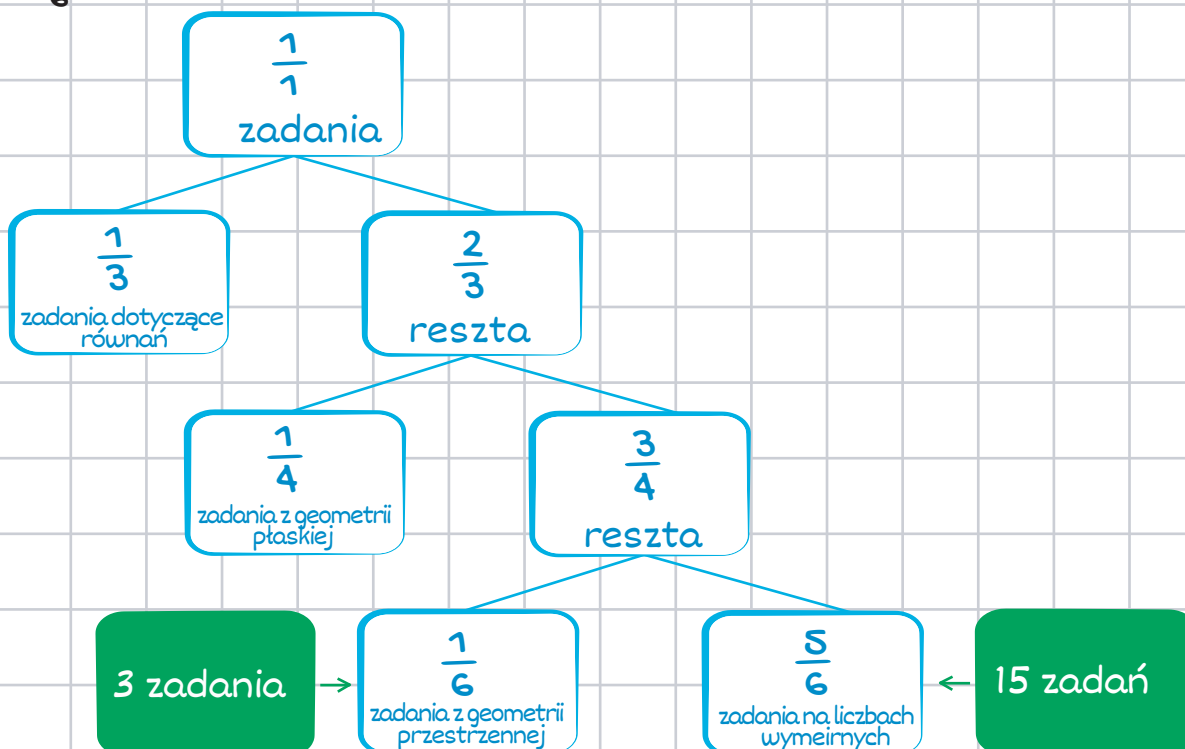 1
1
zadania
1
3
zadania dotyczące
równań
2
3
reszta
1
4
zadania z geometrii
płaskiej
3
4
reszta
3 zadania
1
6
zadania z geometrii
przestrzennej
5
6
zadania na liczbach
wymeirnych
15 zadań